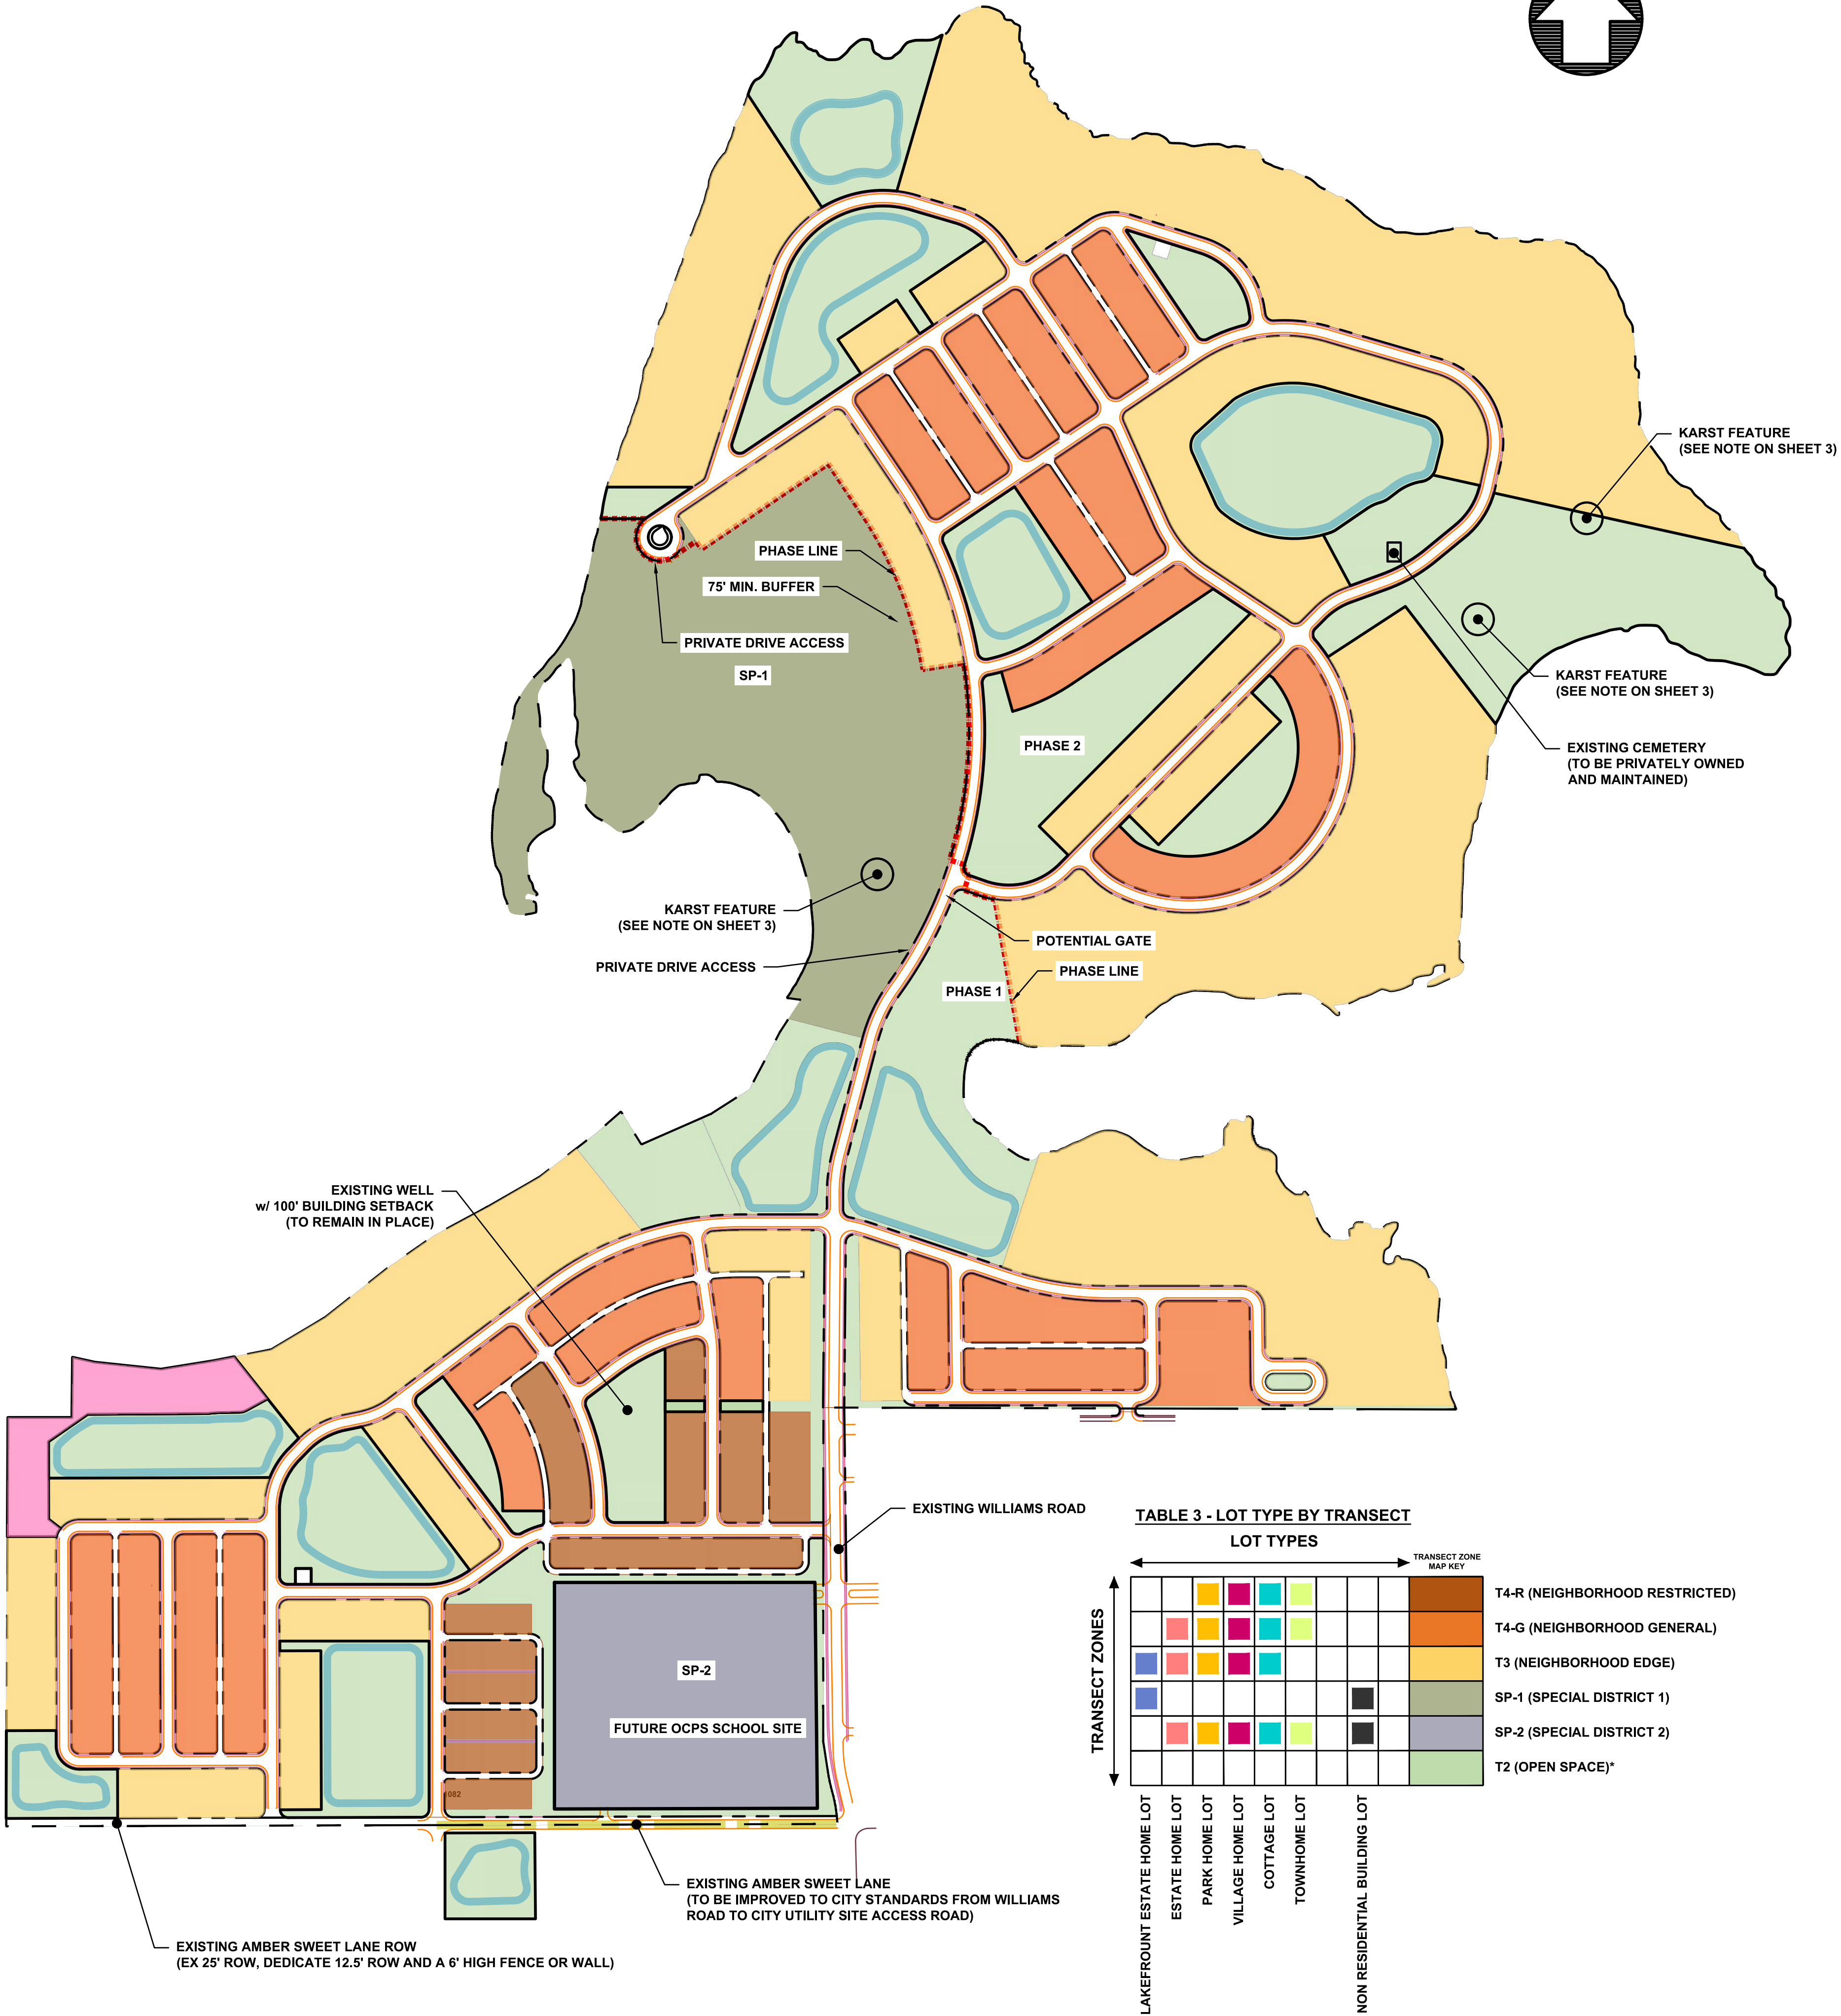 KARST FEATURE
(SEE NOTE ON SHEET 3)
PHASE LINE
75' MIN. BUFFER
PRIVATE DRIVE ACCESS
SP-1
KARST FEATURE
(SEE NOTE ON SHEET 3)
PHASE 2
EXISTING CEMETERY
(TO BE PRIVATELY OWNED
AND MAINTAINED)
KARST FEATURE
(SEE NOTE ON SHEET 3)
POTENTIAL GATE
PRIVATE DRIVE ACCESS
PHASE LINE
PHASE 1
EXISTING WELL
w/ 100' BUILDING SETBACK
(TO REMAIN IN PLACE)
EXISTING WILLIAMS ROAD
SP-2
FUTURE OCPS SCHOOL SITE
1082
EXISTING AMBER SWEET LANE
(TO BE IMPROVED TO CITY STANDARDS FROM WILLIAMS
ROAD TO CITY UTILITY SITE ACCESS ROAD)
EXISTING AMBER SWEET LANE ROW
(EX 25' ROW, DEDICATE 12.5' ROW AND A 6' HIGH FENCE OR WALL)
TABLE 3 - LOT TYPE BY TRANSECT
LOT TYPES
TRANSECT ZONE
MAP KEY
TRANSECT ZONES
T4-R (NEIGHBORHOOD RESTRICTED)
T4-G (NEIGHBORHOOD GENERAL)
T3 (NEIGHBORHOOD EDGE)
SP-1 (SPECIAL DISTRICT 1)
SP-2 (SPECIAL DISTRICT 2)
T2 (OPEN SPACE)*
LAKEFROUNT ESTATE HOME LOT
ESTATE HOME LOT
PARK HOME LOT
VILLAGE HOME LOT
COTTAGE LOT
TOWNHOME LOT
NON RESIDENTIAL BUILDING LOT